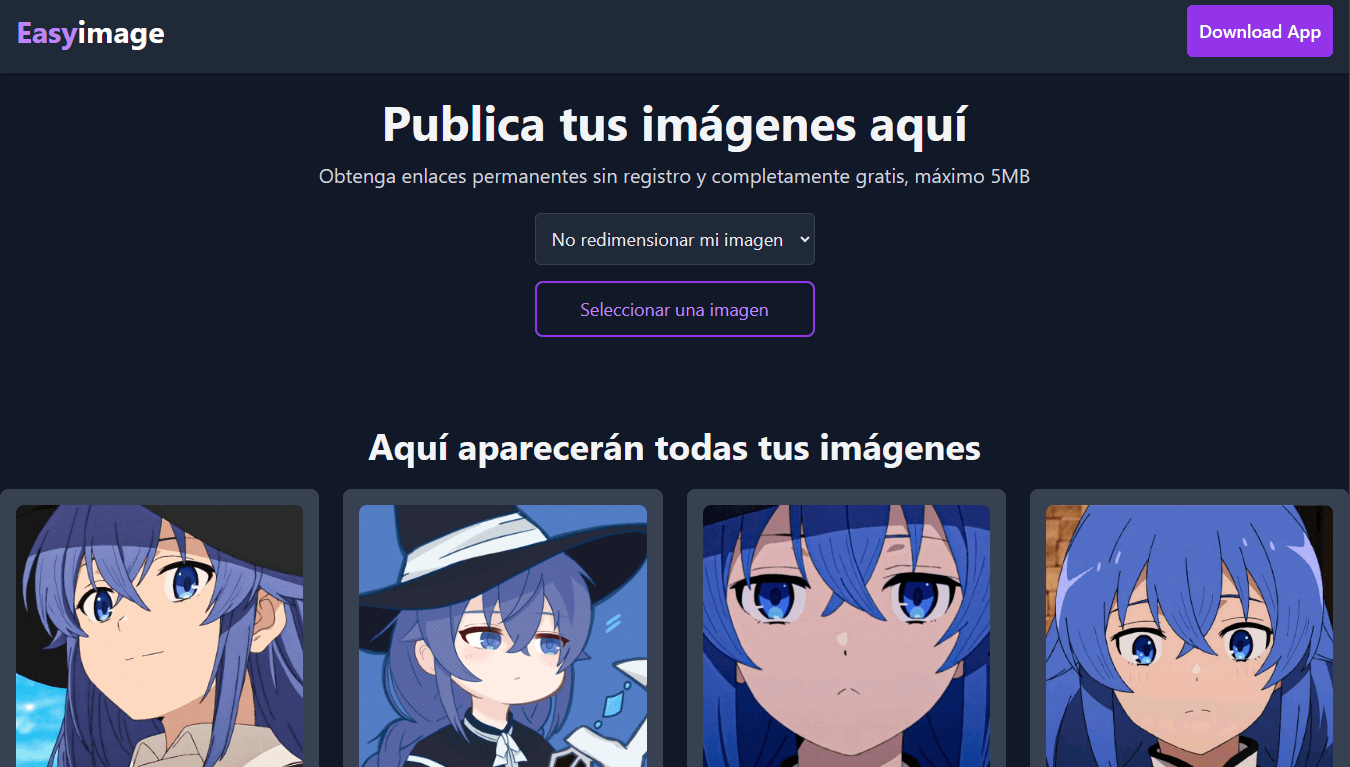 Easyimage
Download App
Publica tus imágenes aquí
Obtenga enlaces permanentes sin registro y completamente gratis, máximo 5MB
No redimensionar mi imagen
Seleccionar una imagen
Aquí aparecerán todas tus imágenes